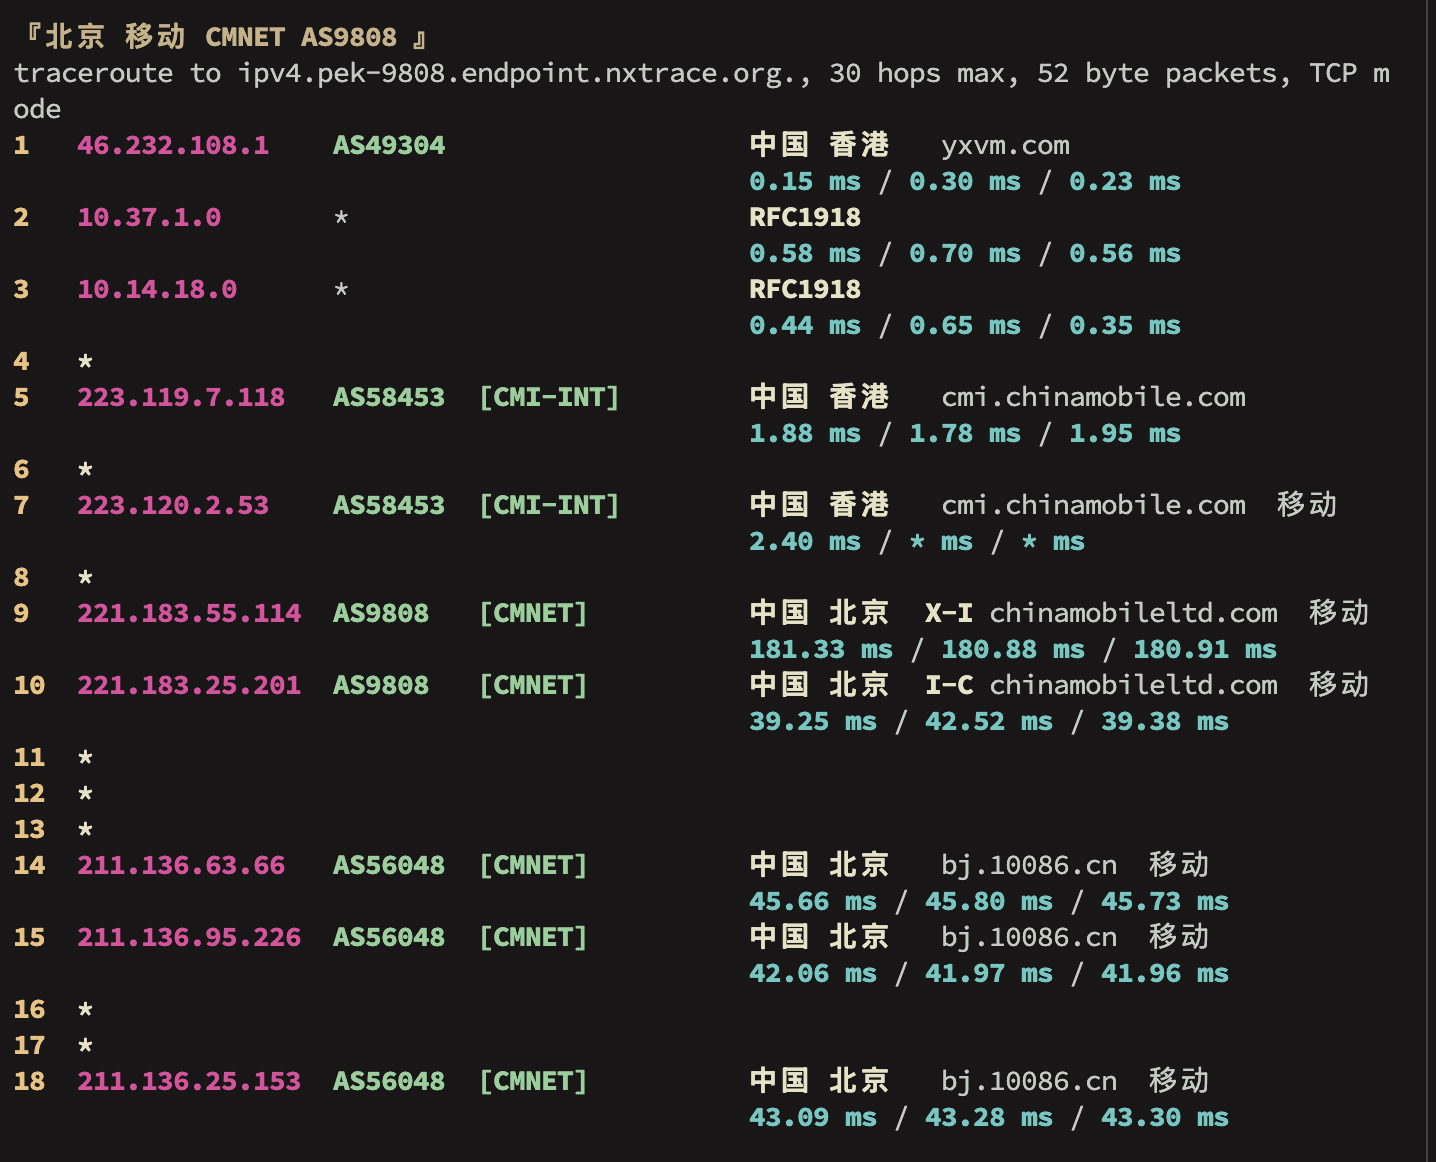 『北京 移动 CMNET AS9808 』
traceroute to ipv4.pek-9808.endpoint.nxtrace.org., 30 hops max, 52 byte packets, TCP m
ode
1 46.232.108.1 AS49304 中国 香港 yxvm.com
0.15 ms / 0.30 ms / 0.23 ms
2 10.37.1.0 * RFC1918
0.58 ms / 0.70 ms / 0.56 ms
3 10.14.18.0 * RFC1918
0.44 ms / 0.65 ms / 0.35 ms
4 *
5 223.119.7.118 AS58453 [CMI-INT] 中国 香港 cmi.chinamobile.com
1.88 ms / 1.78 ms / 1.95 ms
6 *
7 223.120.2.53 AS58453 [CMI-INT] 中国 香港 cmi.chinamobile.com 移动
2.40 ms / * ms / * ms
8 *
9 221.183.55.114 AS9808 [CMNET] 中国 北京 X-I chinamobileltd.com 移动
181.33 ms / 180.88 ms / 180.91 ms
10 221.183.25.201 AS9808 [CMNET] 中国 北京 I-C chinamobileltd.com 移动
39.25 ms / 42.52 ms / 39.38 ms
11 *
12 *
13 *
14 211.136.63.66 AS56048 [CMNET] 中国 北京 bj.10086.cn 移动
45.66 ms / 45.80 ms / 45.73 ms
15 211.136.95.226 AS56048 [CMNET] 中国 北京 bj.10086.cn 移动
42.06 ms / 41.97 ms / 41.96 ms
16 *
17 *
18 211.136.25.153 AS56048 [CMNET] 中国 北京 bj.10086.cn 移动
43.09 ms / 43.28 ms / 43.30 ms